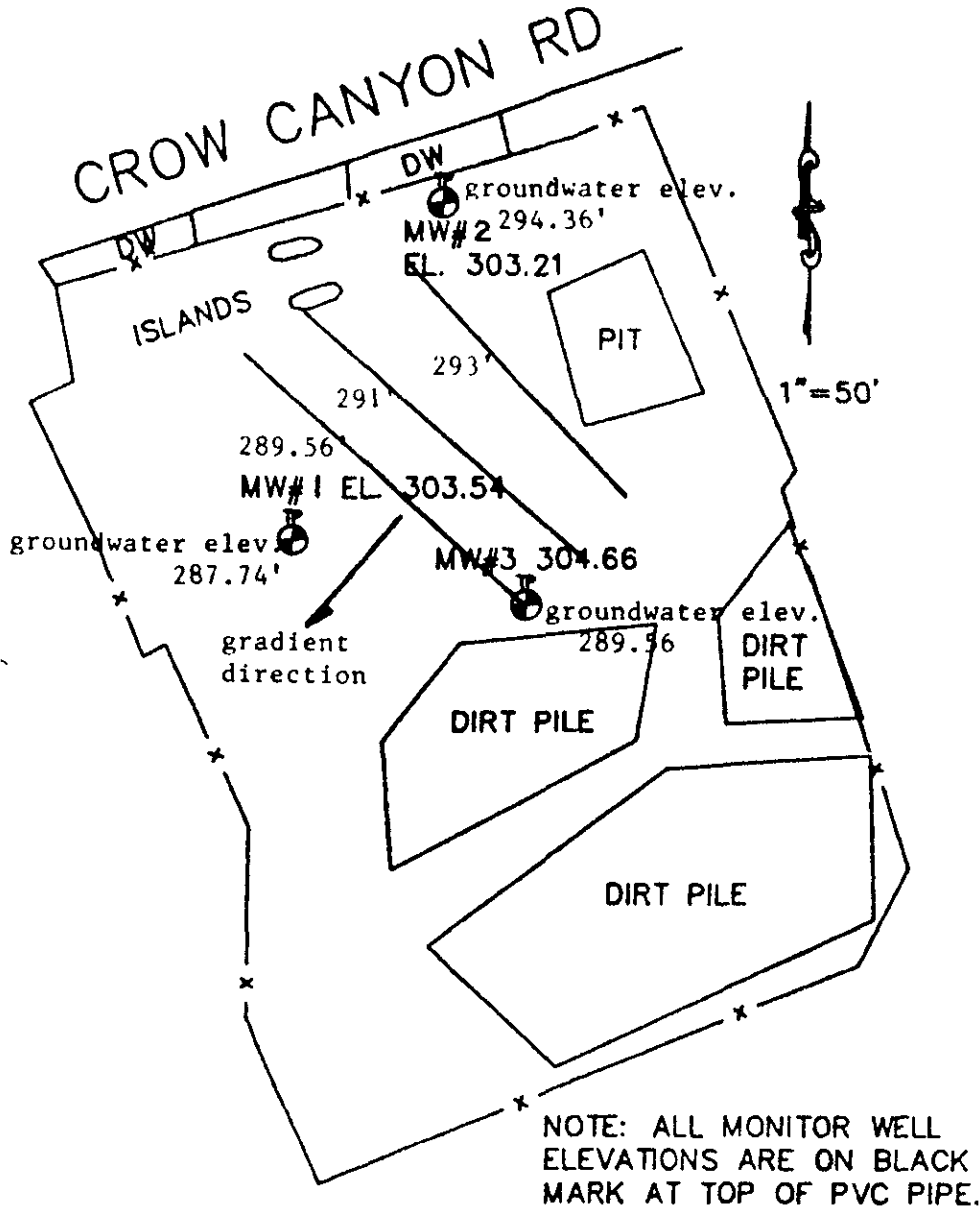 CROW CANYON RD
DW
groundwater elev.
294.36'
MW#2
EL. 303.21
DW
ISLANDS
PIT
293'
1"=50'
291'
289.56'
MW#1 EL. 303.54
groundwater elev.
287.74'
MW#3 304.66
groundwater elev.
289.56
gradient
direction
DIRT
PILE
DIRT PILE
DIRT PILE
NOTE: ALL MONITOR WELL
ELEVATIONS ARE ON BLACK
MARK AT TOP OF PVC PIPE.